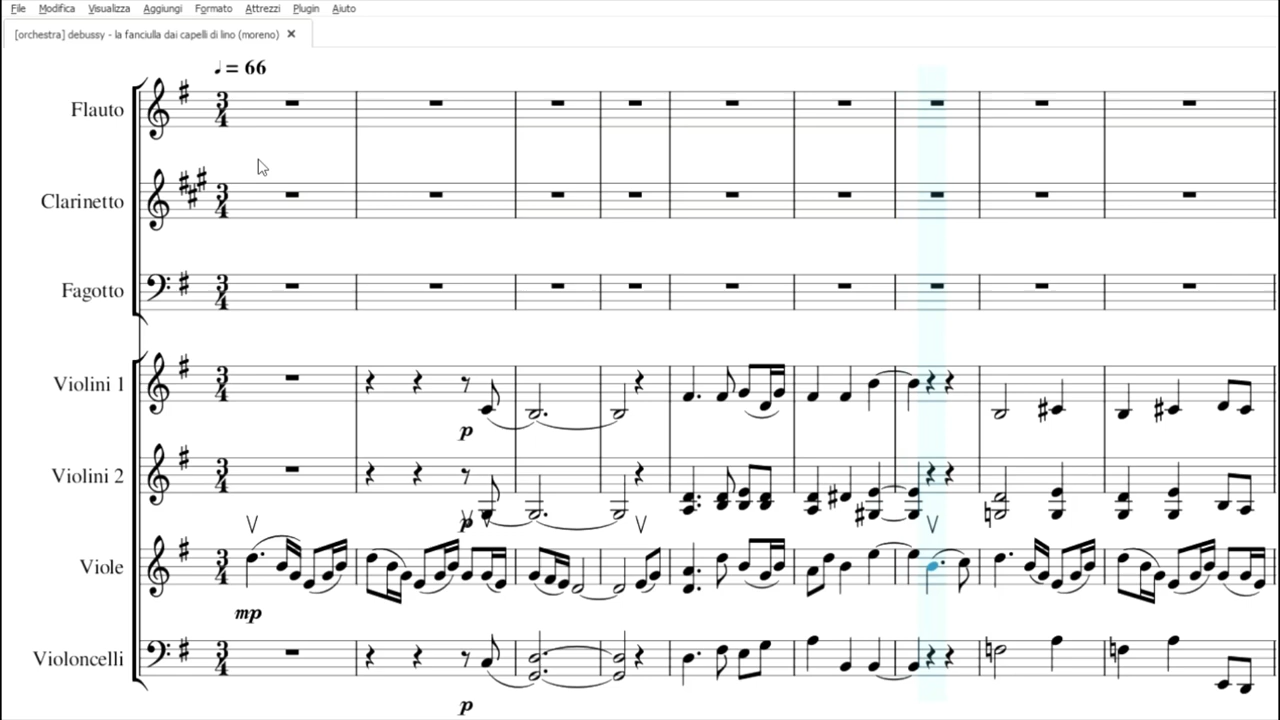 File Modifica Visualizza Aggiungi Formato Attrezzi Plugin Aiuto
[orchestra] debussy - la fanciulla dai capelli di lino (moreno) ✕
♩ = 66
Flauto
Clarinetto
Fagotto
Violini 1
p
Violini 2
p
Viole
mp
Violoncelli
p